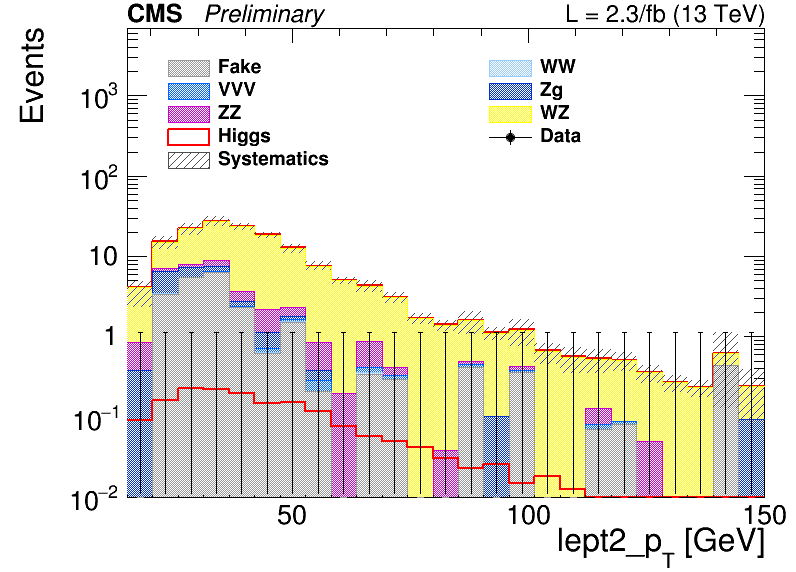 CMS Preliminary L = 2.3/fb (13 TeV)
Events
Fake WW
VVV Zg
ZZ WZ
Higgs Data
Systematics
10³
10²
10
1
10⁻¹
10⁻²
50 100 150
lept2_p_T [GeV]